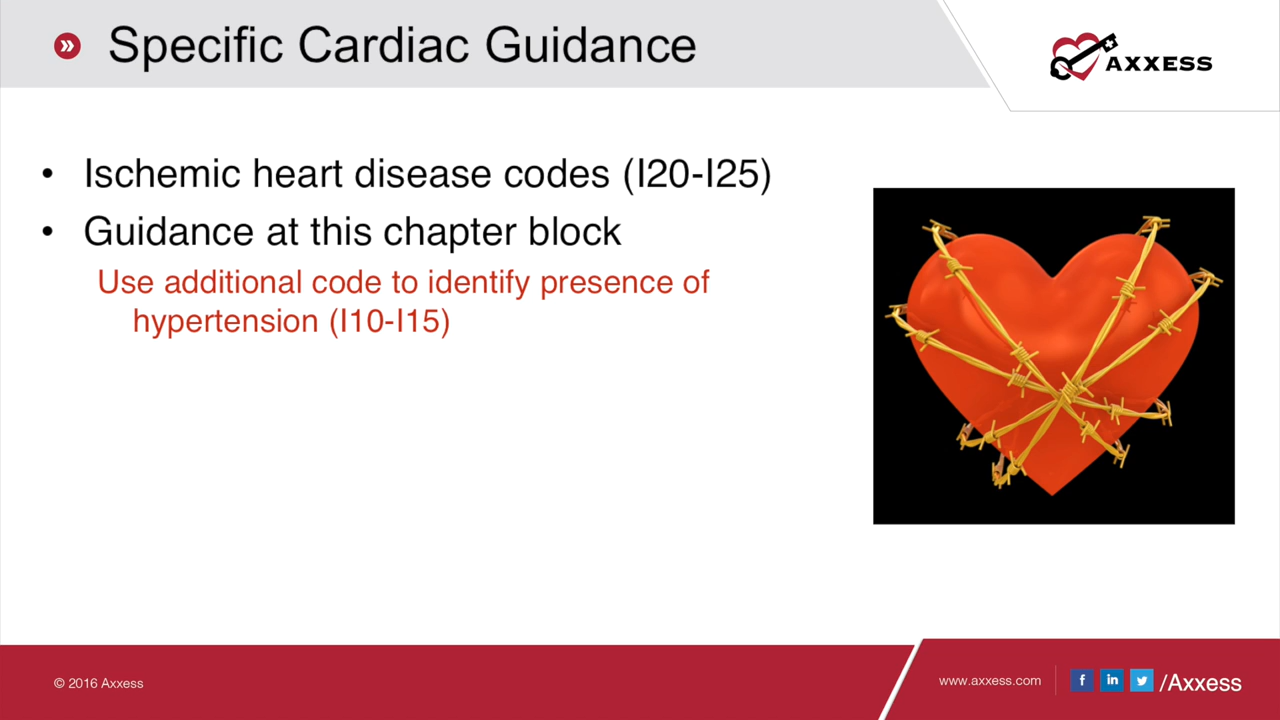 Specific Cardiac Guidance
AXXESS
• Ischemic heart disease codes (I20-I25)
• Guidance at this chapter block
Use additional code to identify presence of
hypertension (I10-I15)
© 2016 Axxess
www.axxess.com
/Axxess